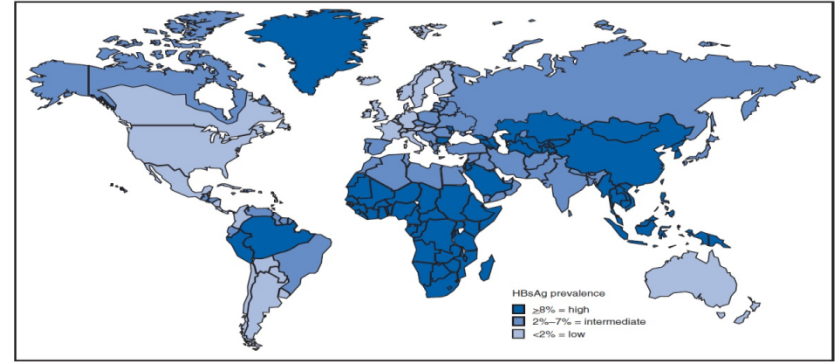 HBsAg prevalence
≥8% = high
2%–7% = intermediate
<2% = low